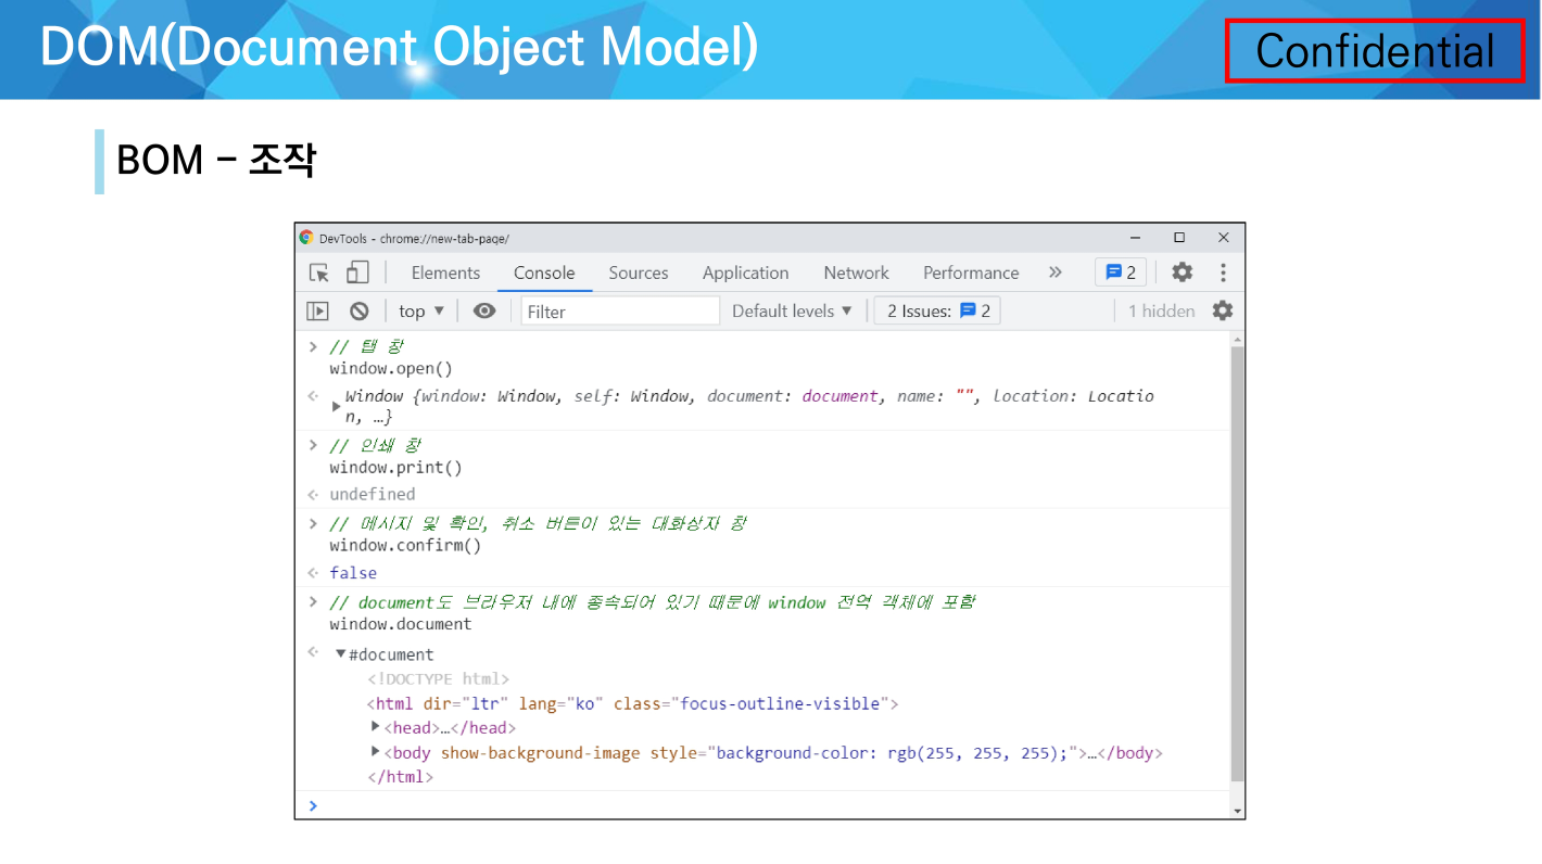 DOM(Document Object Model)
Confidential
BOM - 조작
DevTools - chrome://new-tab-page/
Elements Console Sources Application Network Performance » 2
top ▼ Filter Default levels ▼ 2 Issues: 2 1 hidden
> // 탭 창
window.open()
<· ▶ Window {window: Window, self: Window, document: document, name: "", location: Locatio
n, …}
> // 인쇄 창
window.print()
<· undefined
> // 메시지 및 확인, 취소 버튼이 있는 대화상자 창
window.confirm()
<· false
> // document도 브라우저 내에 종속되어 있기 때문에 window 전역 객체에 포함
window.document
<· ▼#document
<!DOCTYPE html>
<html dir="ltr" lang="ko" class="focus-outline-visible">
▶<head>…</head>
▶<body show-background-image style="background-color: rgb(255, 255, 255);">…</body>
</html>
>